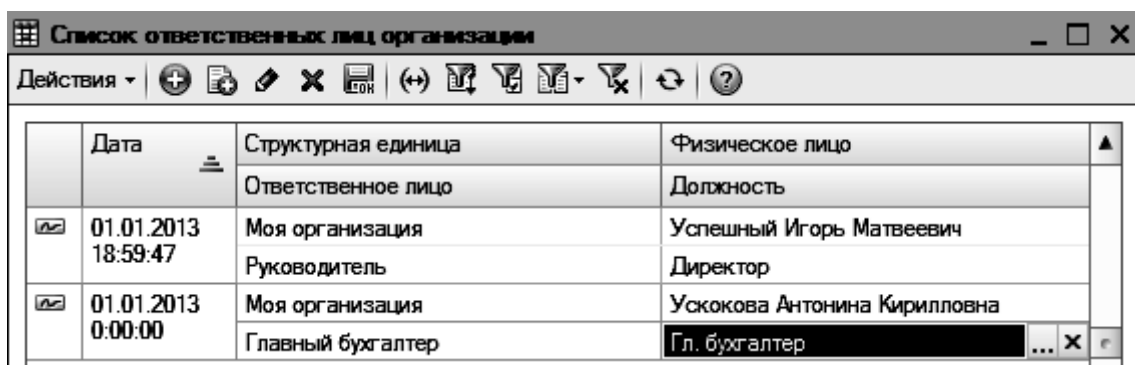 Список ответственных лиц организации
Действия
Дата Структурная единица Физическое лицо
Ответственное лицо Должность
01.01.2013 Моя организация Успешный Игорь Матвеевич
18:59:47 Руководитель Директор
01.01.2013 Моя организация Ускокова Антонина Кирилловна
0:00:00 Главный бухгалтер Гл. бухгалтер ...